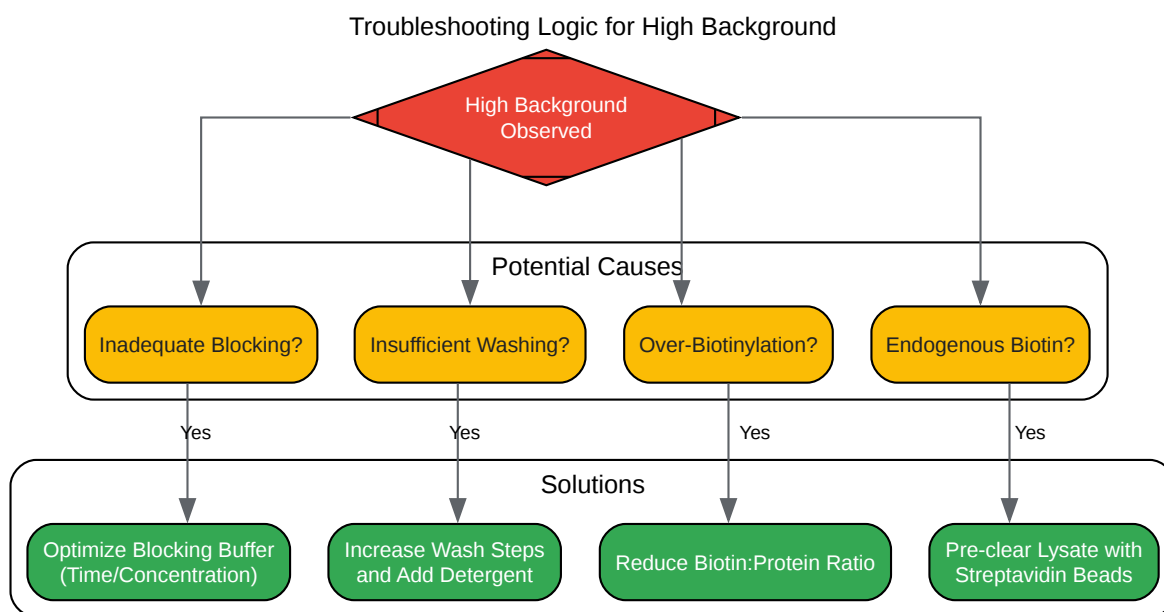 Troubleshooting Logic for High Background
High Background
Observed
Potential Causes
Inadequate Blocking?
Insufficient Washing?
Over-Biotinylation?
Endogenous Biotin?
Yes
Yes
Yes
Yes
Solutions
Optimize Blocking Buffer
(Time/Concentration)
Increase Wash Steps
and Add Detergent
Reduce Biotin:Protein Ratio
Pre-clear Lysate with
Streptavidin Beads